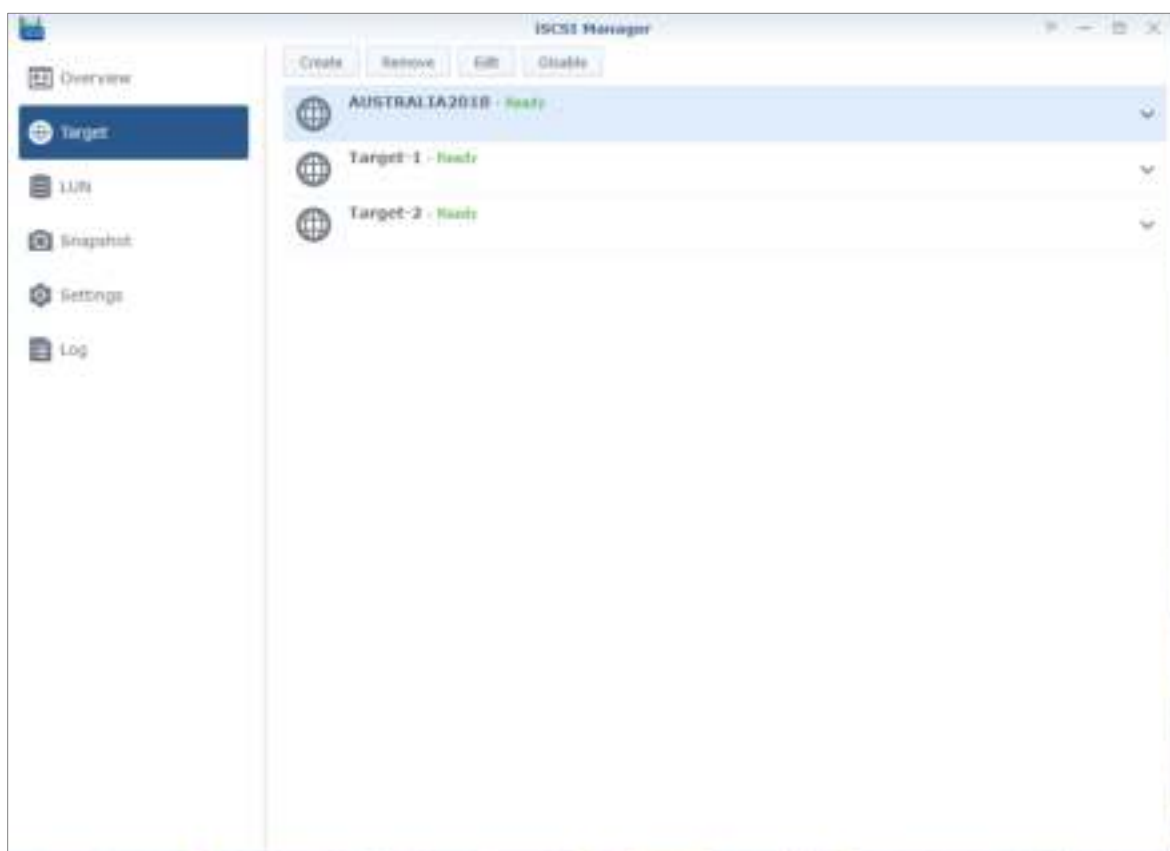 iSCSI Manager
Overview
Target
LUN
Snapshot
Settings
Log
Create Remove Edit Disable
AUSTRALIA2018 - Ready
Target-1 - Ready
Target-2 - Ready